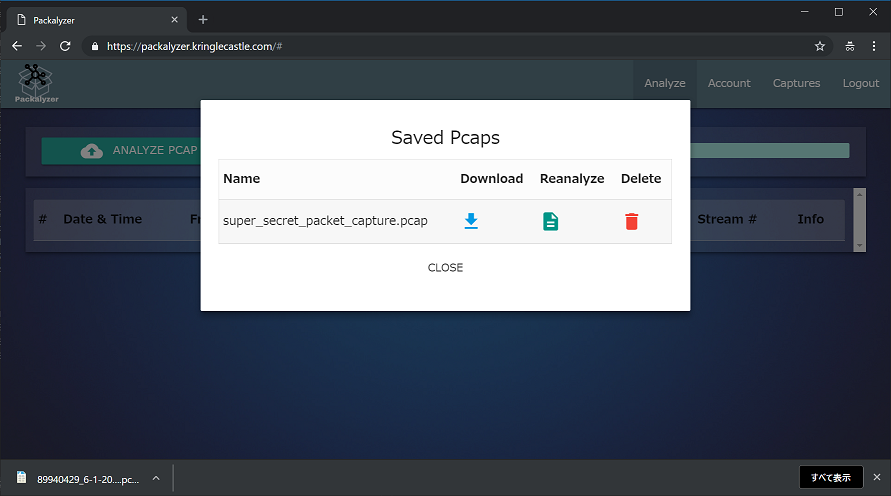 Packalyzer
https://packalyzer.kringlecastle.com/#
Packalyzer
Analyze Account Captures Logout
ANALYZE PCAP
Saved Pcaps
Name Download Reanalyze Delete
super_secret_packet_capture.pcap
CLOSE
# Date & Time Fr Stream # Info
89940429_6-1-20....pc...
すべて表示